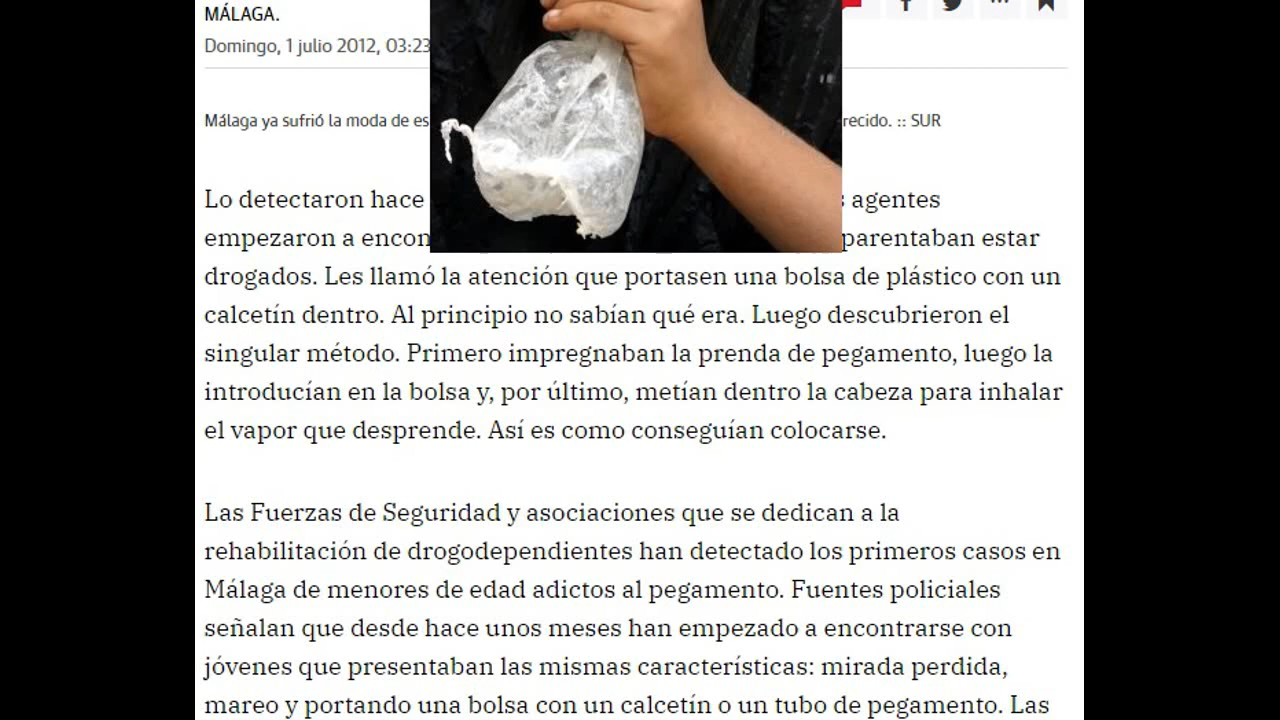 MÁLAGA.
Domingo, 1 julio 2012, 03:23
Málaga ya sufrió la moda de es recido. :: SUR
Lo detectaron hace s agentes
empezaron a encon parentaban estar
drogados. Les llamó la atención que portasen una bolsa de plástico con un
calcetín dentro. Al principio no sabían qué era. Luego descubrieron el
singular método. Primero impregnaban la prenda de pegamento, luego la
introducían en la bolsa y, por último, metían dentro la cabeza para inhalar
el vapor que desprende. Así es como conseguían colocarse.
Las Fuerzas de Seguridad y asociaciones que se dedican a la
rehabilitación de drogodependientes han detectado los primeros casos en
Málaga de menores de edad adictos al pegamento. Fuentes policiales
señalan que desde hace unos meses han empezado a encontrarse con
jóvenes que presentaban las mismas características: mirada perdida,
mareo y portando una bolsa con un calcetín o un tubo de pegamento. Las